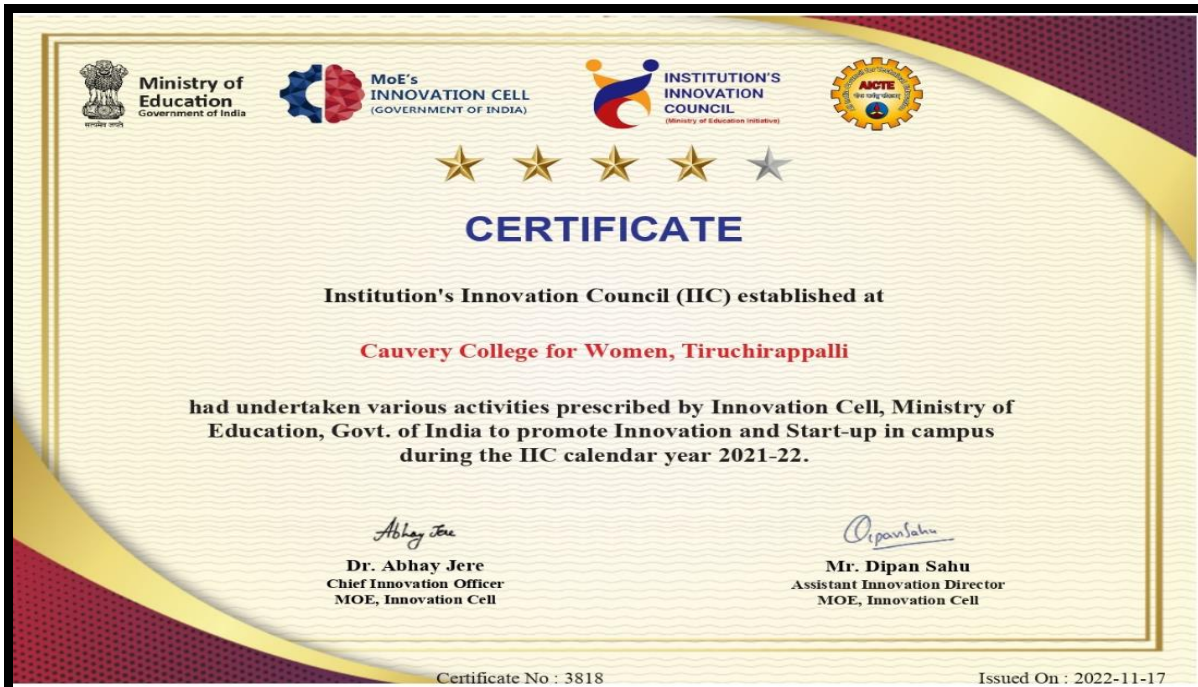 Ministry of
Education
Government of India
सत्यमेव जयते
MoE's
INNOVATION CELL
(GOVERNMENT OF INDIA)
INSTITUTION'S
INNOVATION
COUNCIL
(Ministry of Education Initiative)
AICTE
CERTIFICATE
Institution's Innovation Council (IIC) established at
Cauvery College for Women, Tiruchirappalli
had undertaken various activities prescribed by Innovation Cell, Ministry of
Education, Govt. of India to promote Innovation and Start-up in campus
during the IIC calendar year 2021-22.
Abhay Jere
DipanSahu
Dr. Abhay Jere
Chief Innovation Officer
MOE, Innovation Cell
Mr. Dipan Sahu
Assistant Innovation Director
MOE, Innovation Cell
Certificate No : 3818
Issued On : 2022-11-17